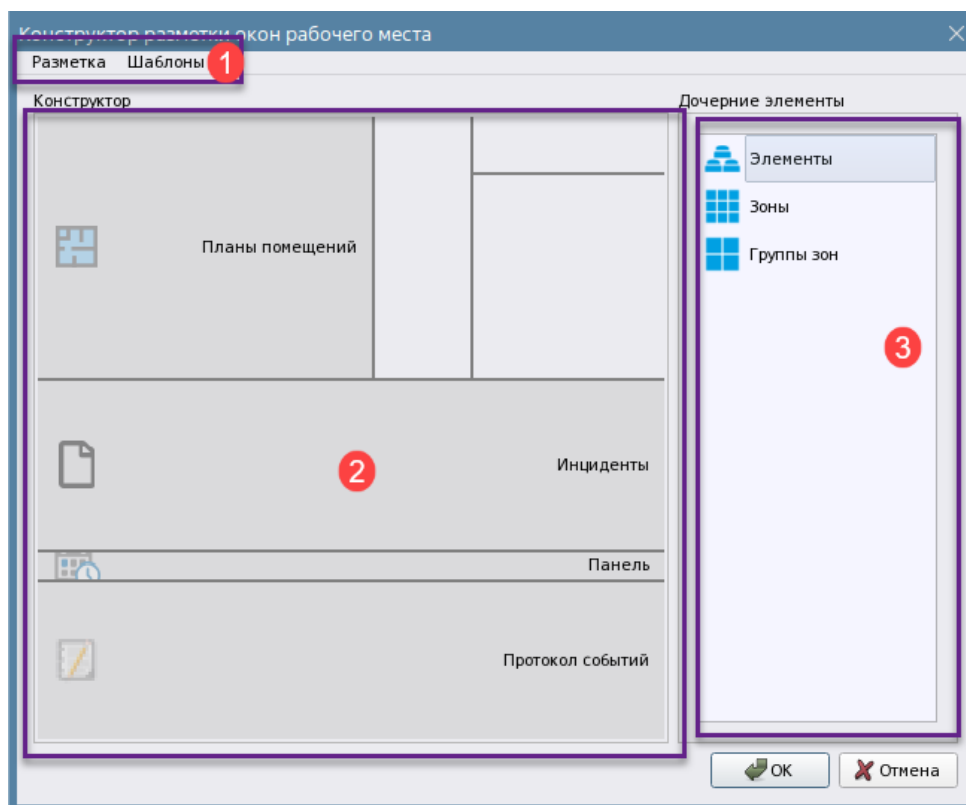 Конструктор разметки окон рабочего места
Разметка Шаблоны 1
Конструктор
Дочерние элементы
Планы помещений
Инциденты
2
Панель
Протокол событий
Элементы
Зоны
Группы зон
3
ОК
Отмена